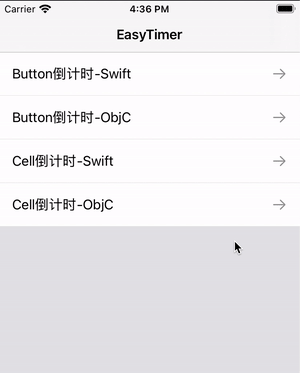 Carrier 4:36 PM
EasyTimer
Button倒计时-Swift
Button倒计时-ObjC
Cell倒计时-Swift
Cell倒计时-ObjC